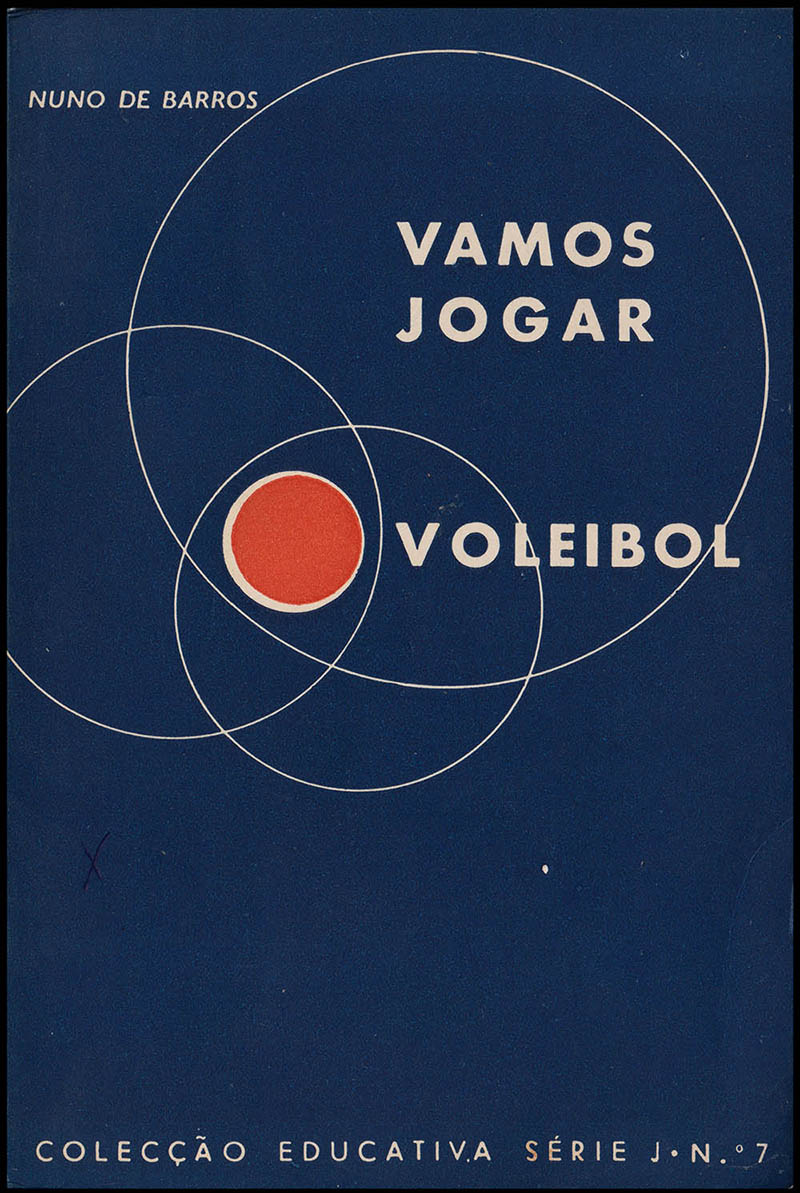 NUNO DE BARROS
VAMOS
JOGAR
VOLEIBOL
COLECÇÃO EDUCATIVA SÉRIE J • N.º 7